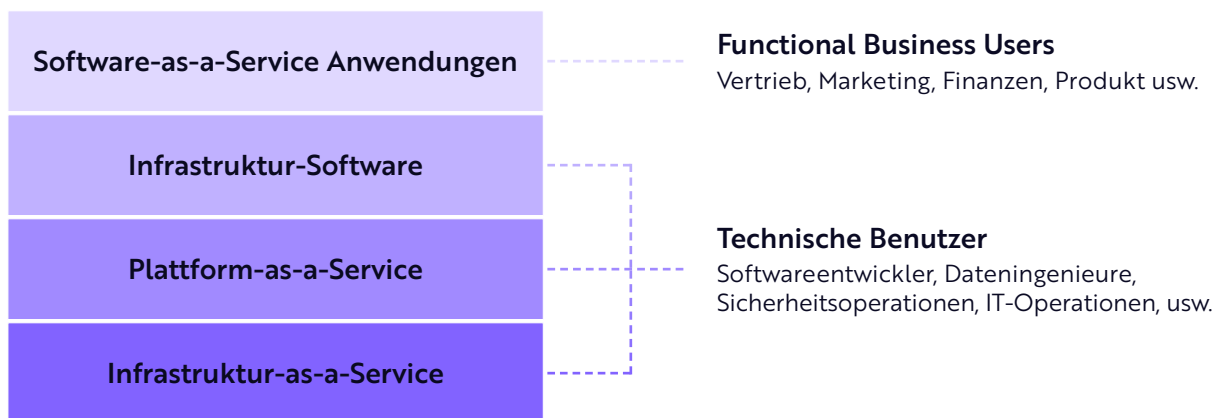 Software-as-a-Service Anwendungen
Functional Business Users
Vertrieb, Marketing, Finanzen, Produkt usw.
Infrastruktur-Software
Plattform-as-a-Service
Infrastruktur-as-a-Service
Technische Benutzer
Softwareentwickler, Dateningenieure,
Sicherheitsoperationen, IT-Operationen, usw.